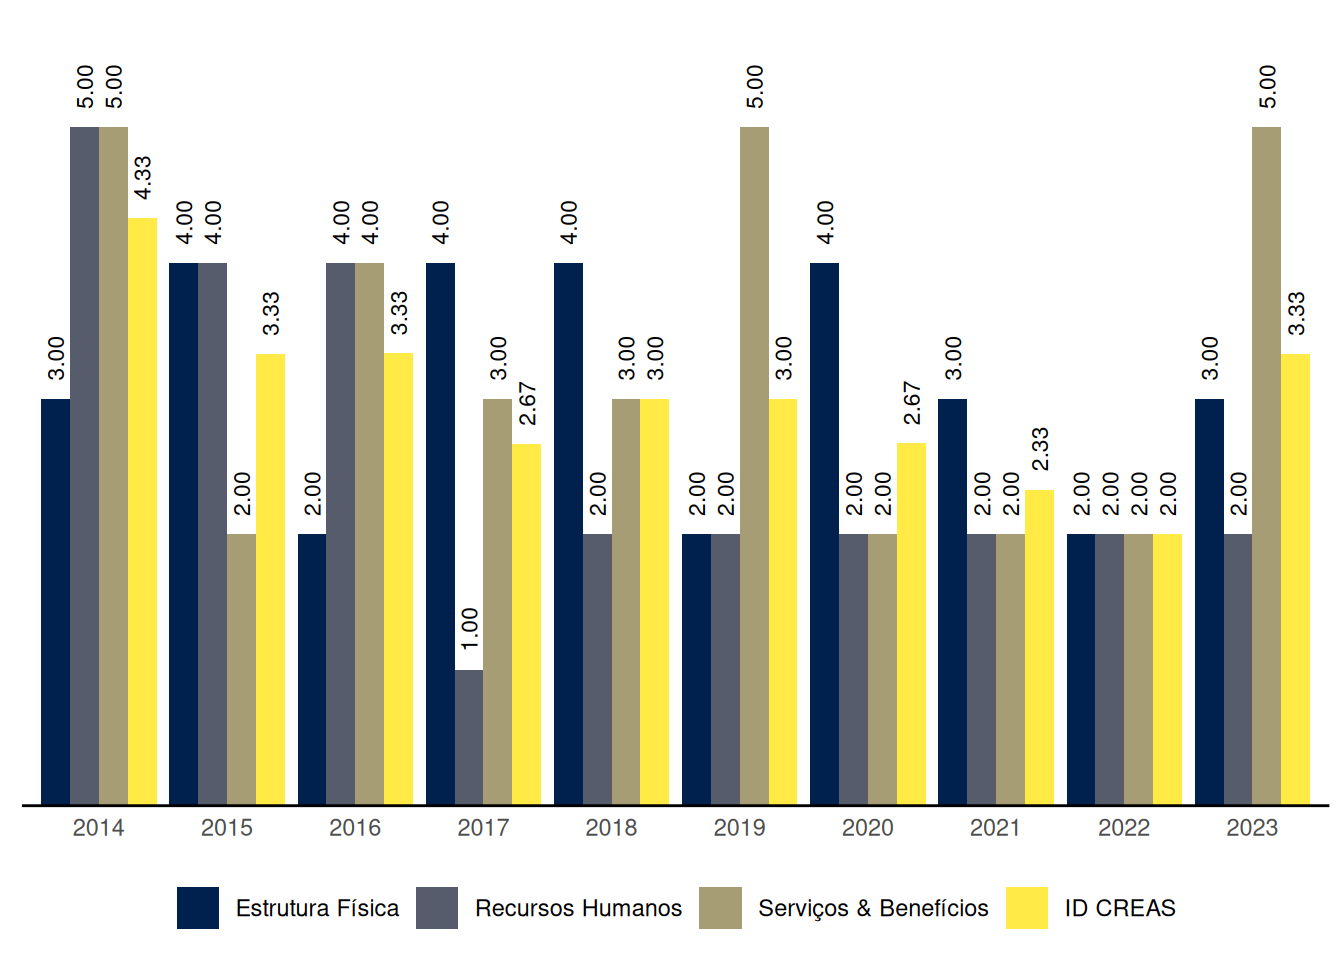 3.00 5.00 5.00 4.33
4.00 4.00 2.00 3.33
2.00 4.00 4.00 3.33
4.00 1.00 3.00 2.67
4.00 2.00 3.00 3.00
2.00 2.00 5.00 3.00
4.00 2.00 2.00 2.67
3.00 2.00 2.00 2.33
2.00 2.00 2.00 2.00
3.00 2.00 5.00 3.33
2014 2015 2016 2017 2018 2019 2020 2021 2022 2023
Estrutura Física Recursos Humanos Serviços & Benefícios ID CREAS